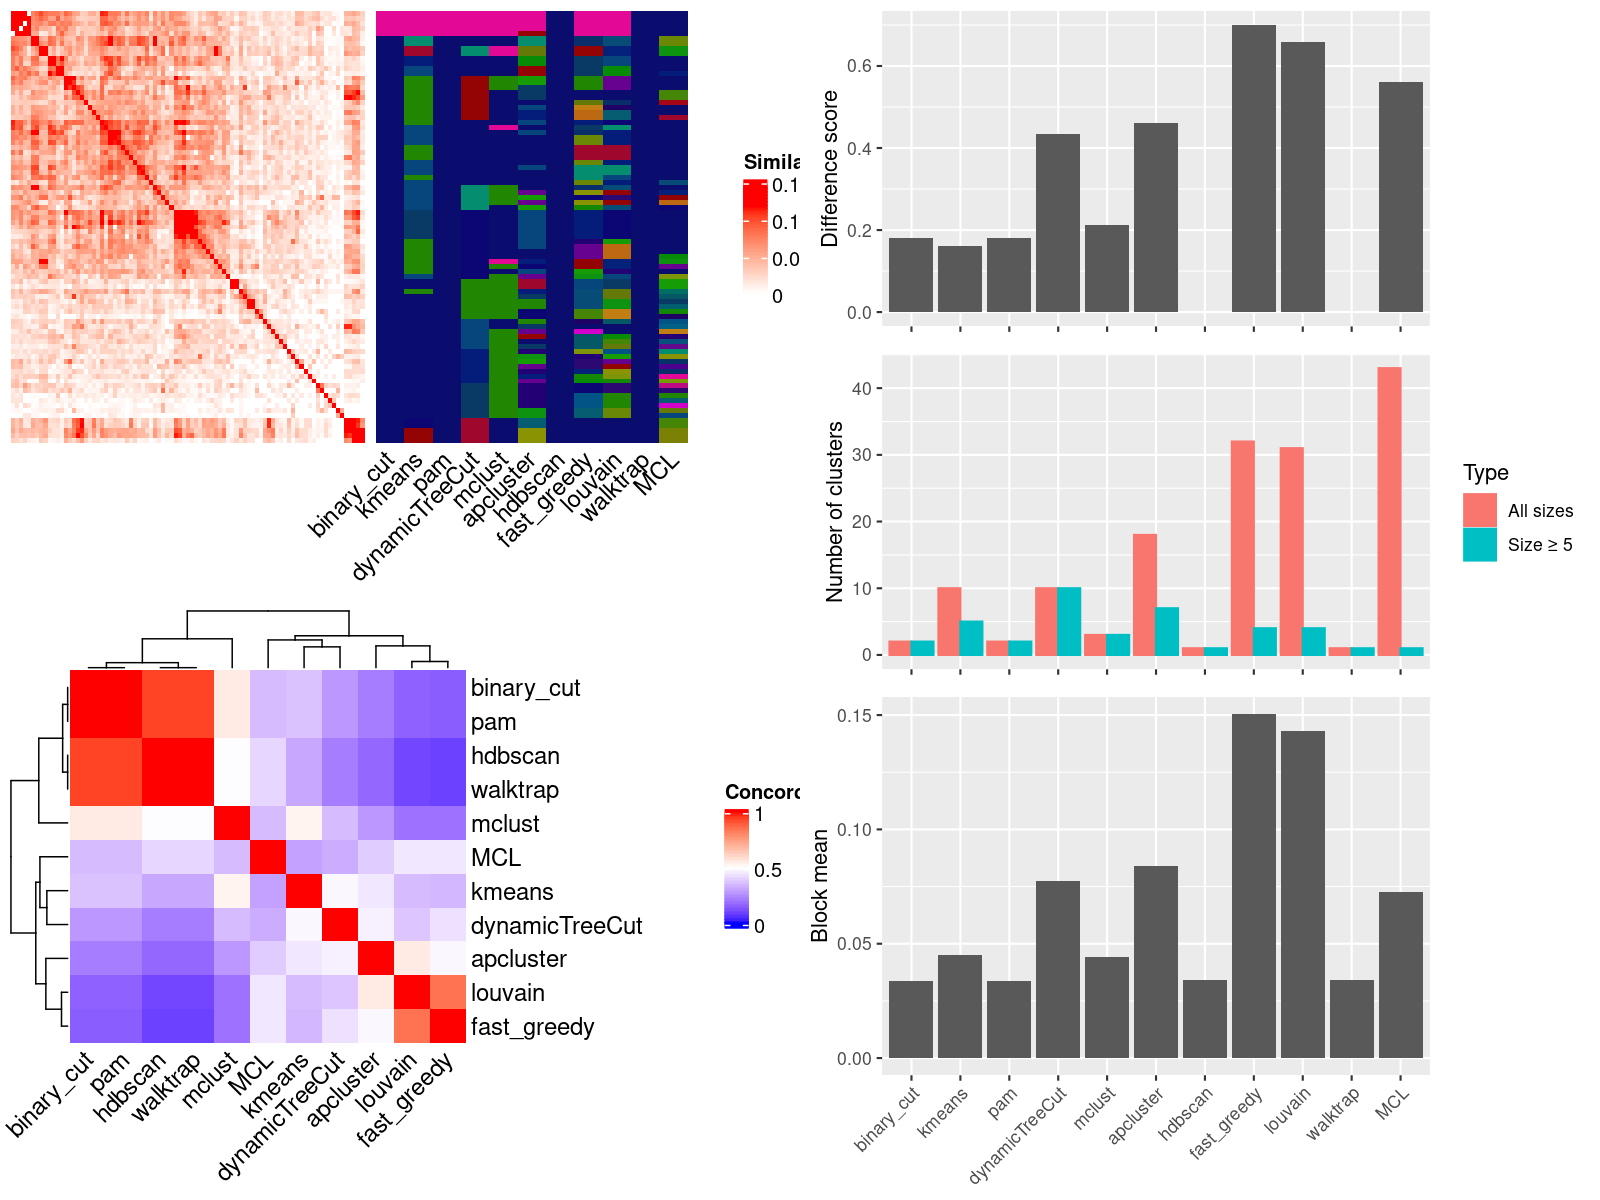 Simila
0.1
0.1
0.0
0
binary_cut
kmeans
pam
dynamicTreeCut
mclust
apcluster
hdbscan
fast_greedy
louvain
walktrap
MCL
binary_cut
pam
hdbscan
walktrap
mclust
MCL
kmeans
dynamicTreeCut
apcluster
louvain
fast_greedy
Concord
1
0.5
0
binary_cut
pam
hdbscan
walktrap
mclust
MCL
kmeans
dynamicTreeCut
apcluster
louvain
fast_greedy
Difference score
0.6
0.4
0.2
0.0
Number of clusters
40
30
20
10
0
Type
All sizes
Size ≥ 5
Block mean
0.15
0.10
0.05
0.00
binary_cut
kmeans
pam
dynamicTreeCut
mclust
apcluster
hdbscan
fast_greedy
louvain
walktrap
MCL